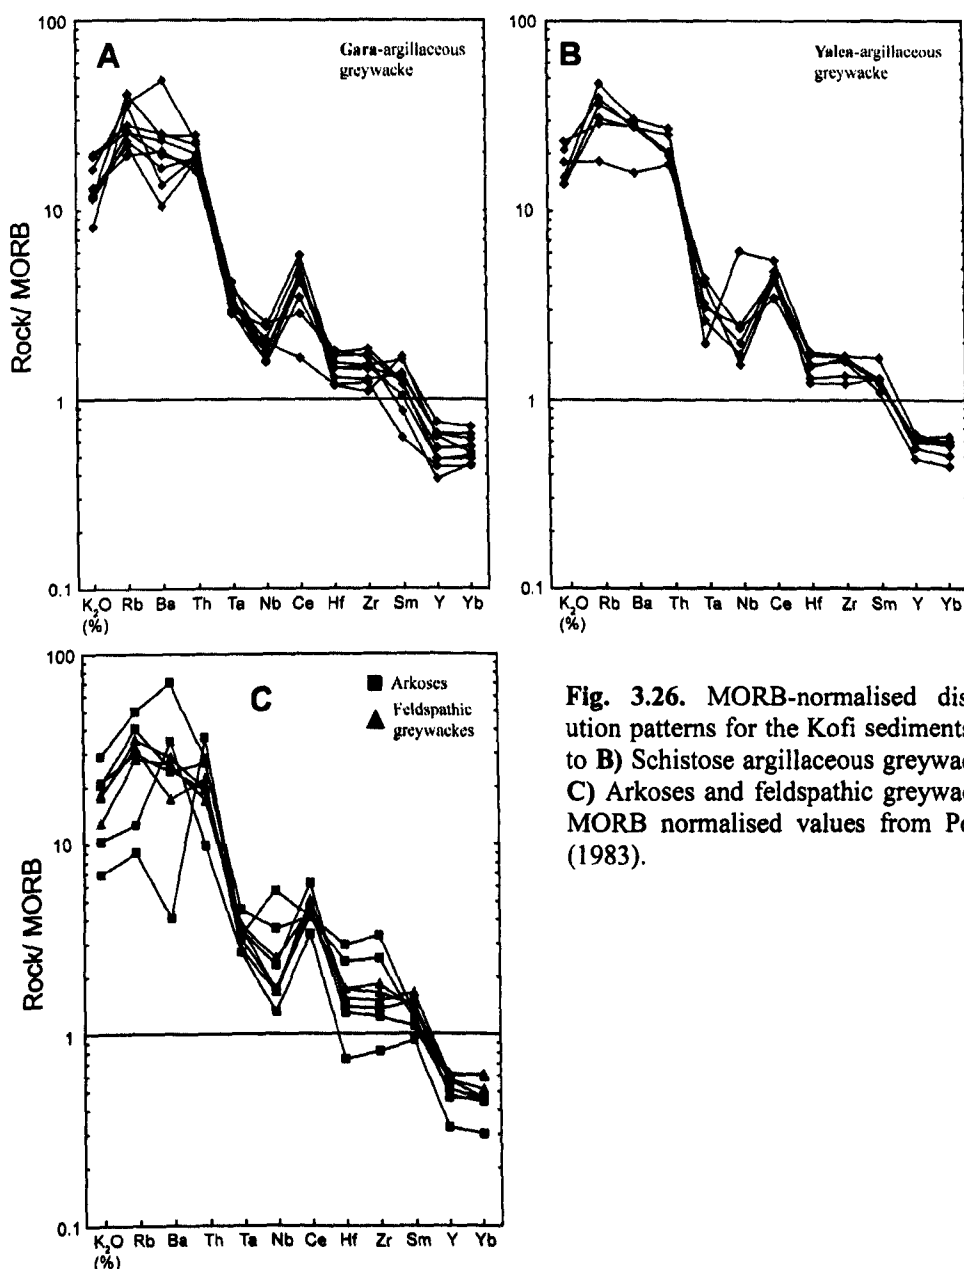 A
Gara-argillaceous
greywacke
Rock/ MORB
100
10
1
0.1
K2O Rb Ba Th Ta Nb Ce Hf Zr Sm Y Yb
(%)
B
Yalea-argillaceous
greywacke
100
10
1
0.1
K2O Rb Ba Th Ta Nb Ce Hf Zr Sm Y Yb
(%)
C
Arkoses
Feldspathic
greywackes
Rock/ MORB
100
10
1
0.1
K2O Rb Ba Th Ta Nb Ce Hf Zr Sm Y Yb
(%)
Fig. 3.26. MORB-normalised dis
ution patterns for the Kofi sediments
to B) Schistose argillaceous greywa
C) Arkoses and feldspathic greywa
MORB normalised values from Pe
(1983).